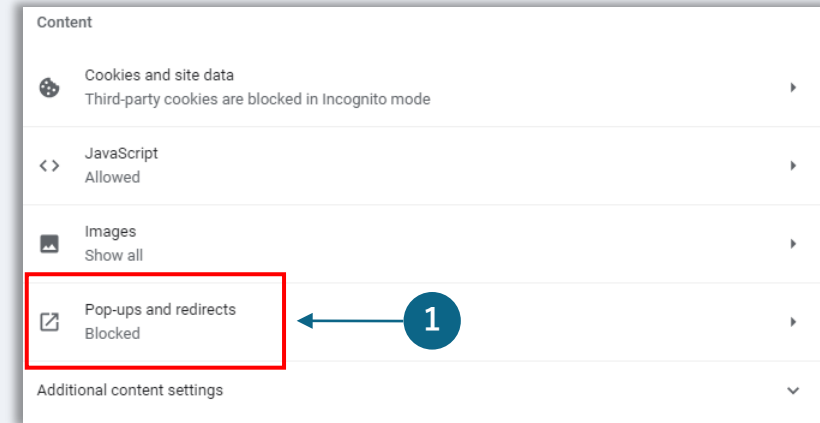 Content
Cookies and site data
Third-party cookies are blocked in Incognito mode
JavaScript
Allowed
Images
Show all
Pop-ups and redirects
Blocked
1
Additional content settings